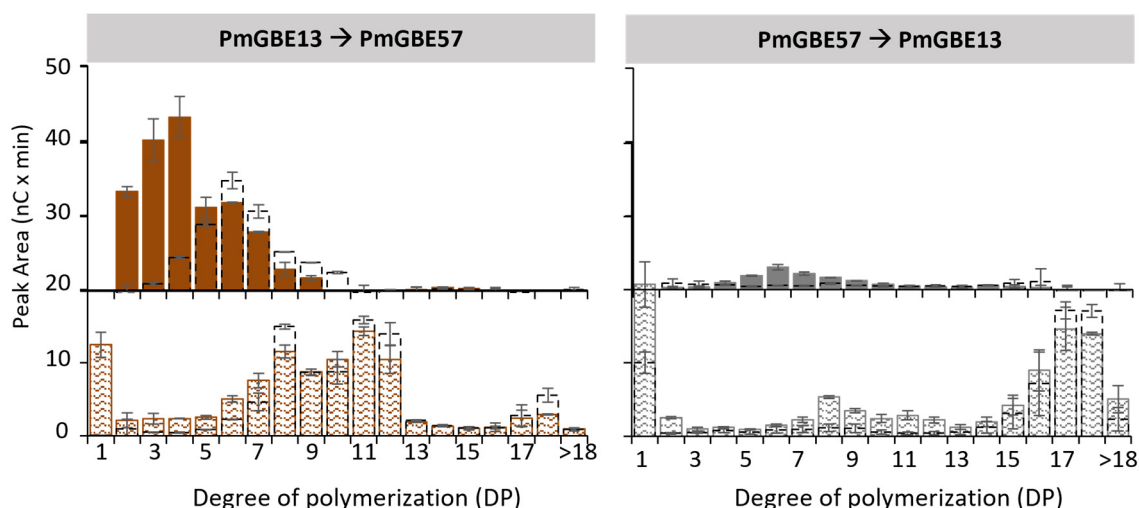 PmGBE13 → PmGBE57
PmGBE57 → PmGBE13
Peak Area (nC x min)
50
40
30
20
20
10
0
1 3 5 7 9 11 13 15 17 >18
1 3 5 7 9 11 13 15 17 >18
Degree of polymerization (DP)
Degree of polymerization (DP)